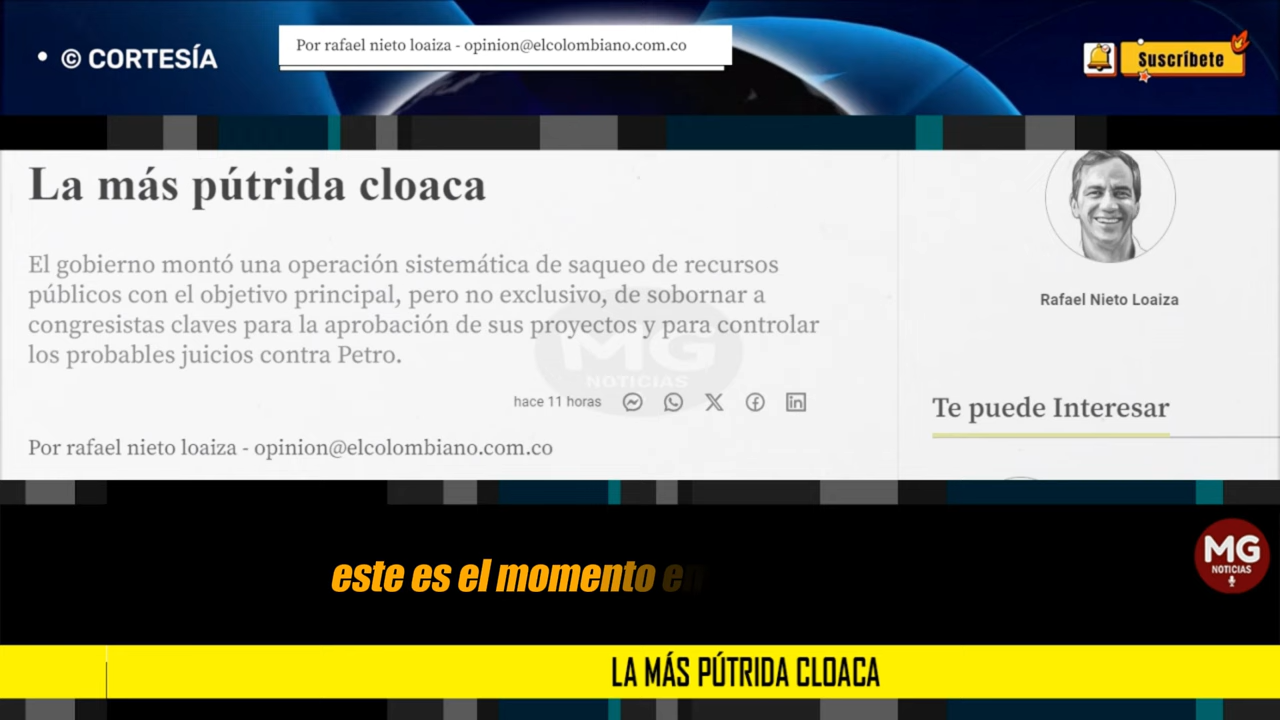 • © CORTESÍA
Por rafael nieto loaiza - opinion@elcolombiano.com.co
Suscríbete
La más pútrida cloaca
El gobierno montó una operación sistemática de saqueo de recursos
públicos con el objetivo principal, pero no exclusivo, de sobornar a
congresistas claves para la aprobación de sus proyectos y para controlar
los probables juicios contra Petro.
MG
NOTICIAS
hace 11 horas
Por rafael nieto loaiza - opinion@elcolombiano.com.co
Rafael Nieto Loaiza
Te puede Interesar
este es el momento en
MG
NOTICIAS
LA MÁS PÚTRIDA CLOACA